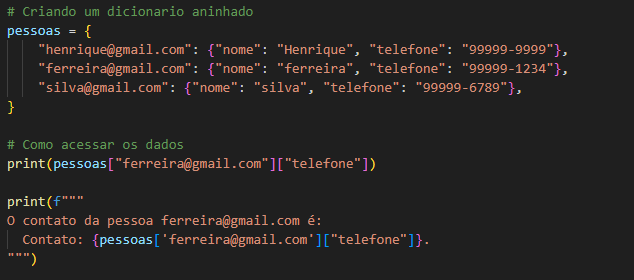 # Criando um dicionario aninhado
pessoas = {
    "henrique@gmail.com": {"nome": "Henrique", "telefone": "99999-9999"},
    "ferreira@gmail.com": {"nome": "ferreira", "telefone": "99999-1234"},
    "silva@gmail.com": {"nome": "silva", "telefone": "99999-6789"},
}

# Como acessar os dados
print(pessoas["ferreira@gmail.com"]["telefone"])

print(f"""
O contato da pessoa ferreira@gmail.com é:
  Contato: {pessoas['ferreira@gmail.com']["telefone"]}.
""")